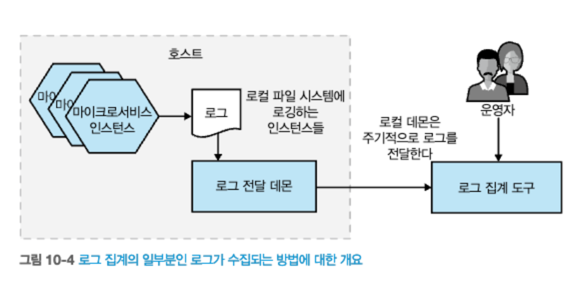 호스트
마이
마이
마이크로서비스
인스턴스
로그
로컬 파일 시스템에
로깅하는
인스턴스들
로그 전달 데몬
로컬 데몬은
주기적으로 로그를
전달한다
운영자
로그 집계 도구
그림 10-4 로그 집계의 일부분인 로그가 수집되는 방법에 대한 개요